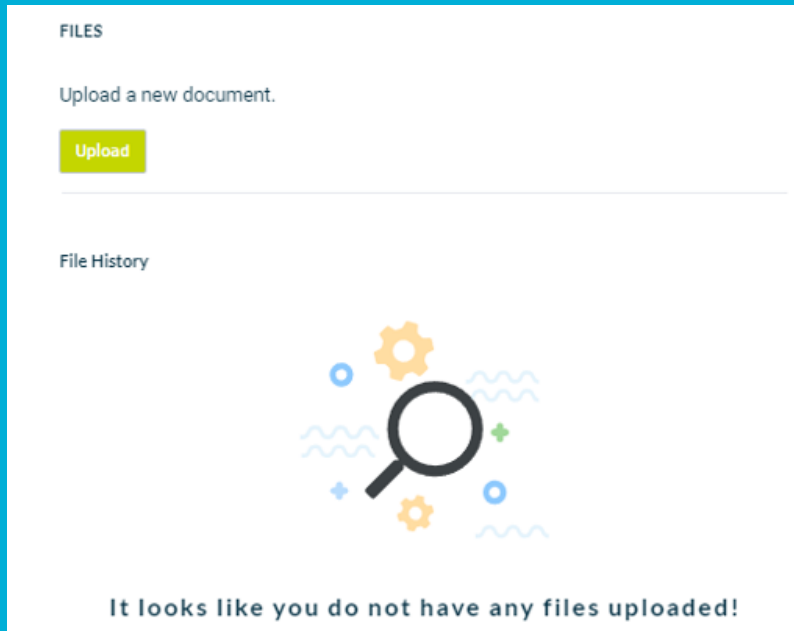 FILES
Upload a new document.
Upload
File History
It looks like you do not have any files uploaded!